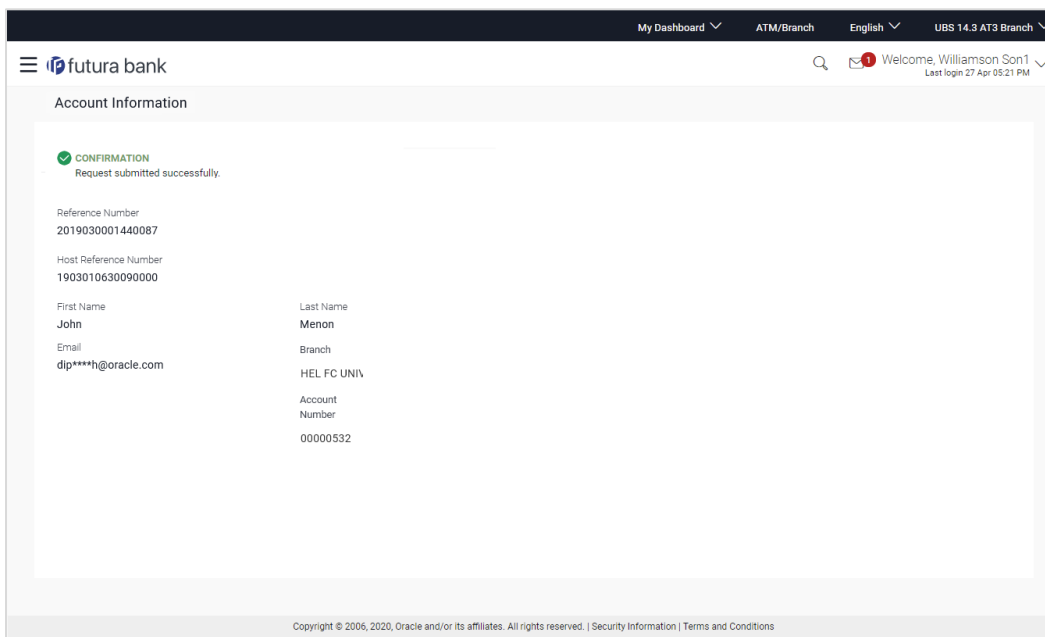 My Dashboard ATM/Branch English UBS 14.3 AT3 Branch
futura bank
1 Welcome, Williamson Son1
Last login 27 Apr 05:21 PM
Account Information
CONFIRMATION
Request submitted successfully.
Reference Number
2019030001440087
Host Reference Number
1903010630090000
First Name
John
Last Name
Menon
Email
dip****h@oracle.com
Branch
HEL FC UNIV
Account
Number
00000532
Copyright © 2006, 2020, Oracle and/or its affiliates. All rights reserved. | Security Information | Terms and Conditions